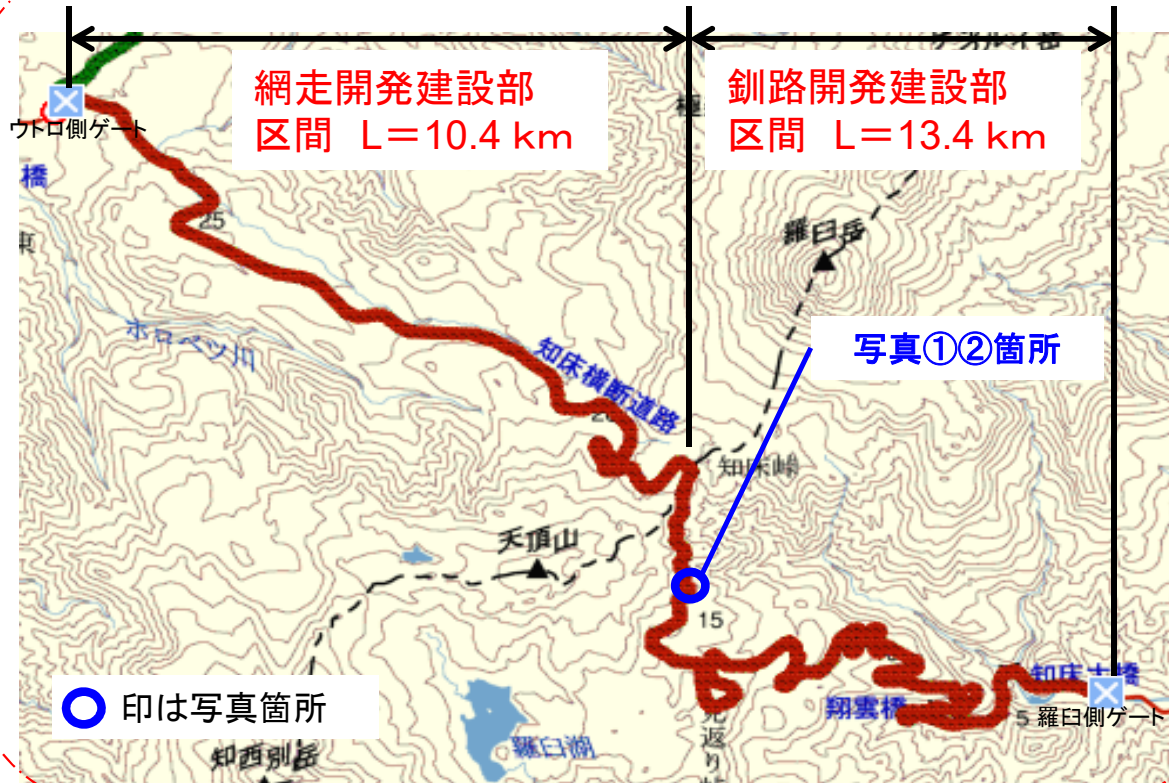 網走開発建設部
区間 L=10.4 km
釧路開発建設部
区間 L=13.4 km
ウトロ側ゲート
橋
東
25
羅臼岳
ホロベツ川
写真①②箇所
知床横断道路
知床峠
天頂山
15
知床大橋
翔雲橋
5
羅臼側ゲート
印は写真箇所
羅臼湖
見返り峠
知西別岳